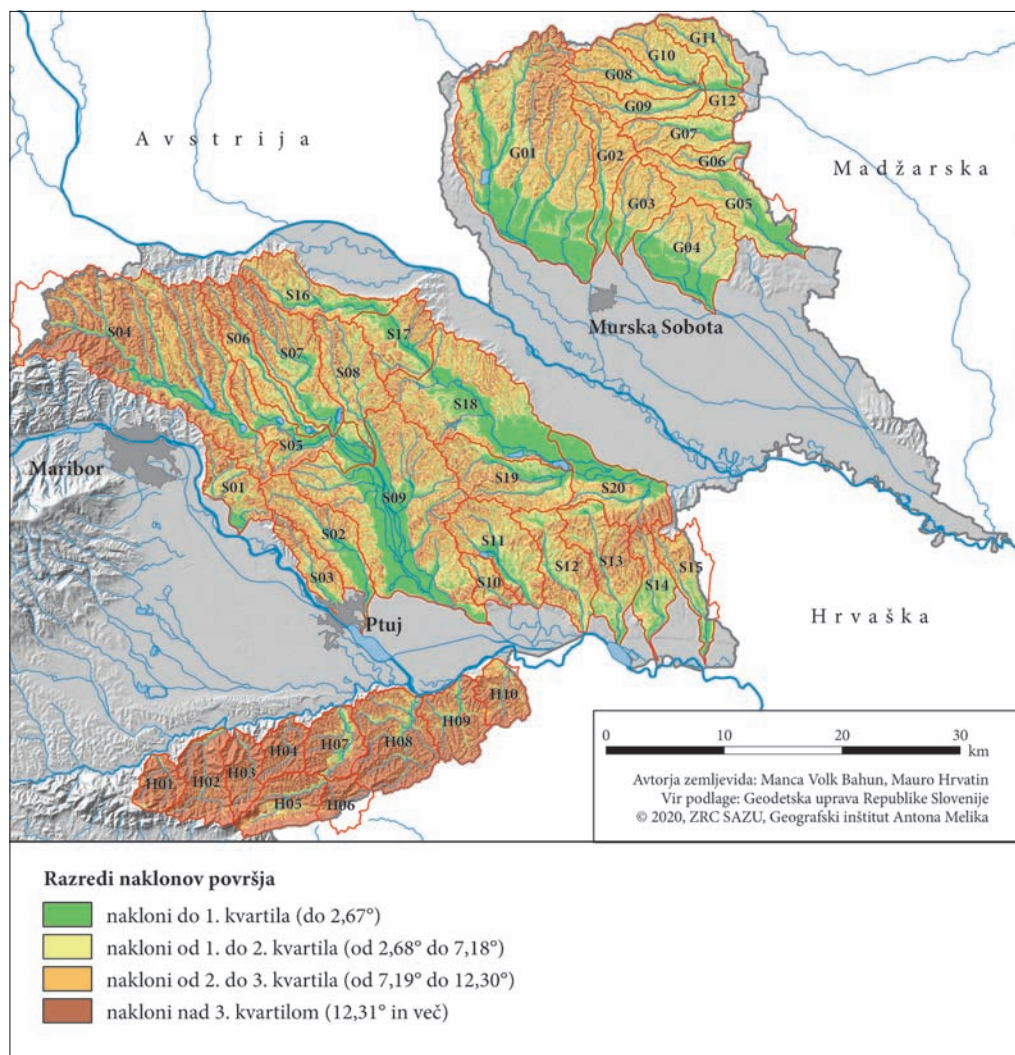 G11
G10
G08
G12
G09
Avstrija
G07
G01
G02
G06
Madžarska
G03
G05
G04
S16
Murska Sobota
S04
S06
S17
S07
S08
S18
S05
Maribor
S19
S01
S09
S20
S02
S11
S13
S12
S15
S03
S10
S14
Hrvaška
Ptuj
H10
H09
H04
H07
H08
H03
H01
H02
H05
H06
0 10 20 30
km
Avtorja zemljevida: Manca Volk Bahun, Mauro Hrvatin
Vir podlage: Geodetska uprava Republike Slovenije
© 2020, ZRC SAZU, Geografski inštitut Antona Melika
Razredi naklonov površja
nakloni do 1. kvartila (do 2,67°)
nakloni od 1. do 2. kvartila (od 2,68° do 7,18°)
nakloni od 2. do 3. kvartila (od 7,19° do 12,30°)
nakloni nad 3. kvartilom (12,31° in več)